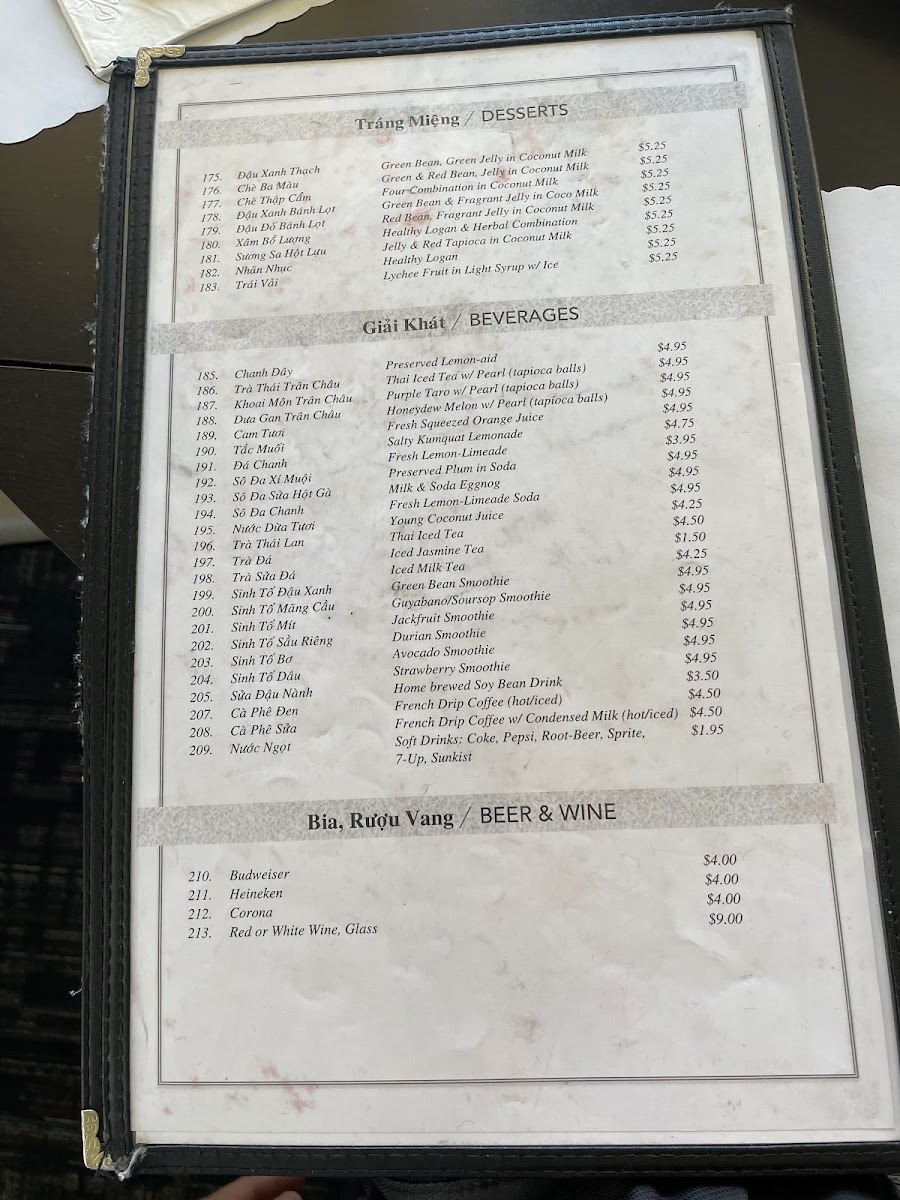 Tráng Miệng / DESSERTS
175. Đậu Xanh Thạch Green Bean, Green Jelly in Coconut Milk $5.25
176. Chè Ba Màu Green & Red Bean, Jelly in Coconut Milk $5.25
177. Chè Thập Cẩm Four Combination in Coconut Milk $5.25
178. Đậu Xanh Bánh Lọt Green Bean & Fragrant Jelly in Coco Milk $5.25
179. Đậu Đỏ Bánh Lọt Red Bean, Fragrant Jelly in Coconut Milk $5.25
180. Xâm Bổ Lượng Healthy Logan & Herbal Combination $5.25
181. Sương Sa Hột Lựu Jelly & Red Tapioca in Coconut Milk $5.25
182. Nhãn Nhục Healthy Logan $5.25
183. Trái Vải Lychee Fruit in Light Syrup w/ Ice $5.25
Giải Khát / BEVERAGES
185. Chanh Dây Preserved Lemon-aid $4.95
186. Trà Thái Trân Châu Thai Iced Tea w/ Pearl (tapioca balls) $4.95
187. Khoai Môn Trân Châu Purple Taro w/ Pearl (tapioca balls) $4.95
188. Dưa Gan Trân Châu Honeydew Melon w/ Pearl (tapioca balls) $4.95
189. Cam Tươi Fresh Squeezed Orange Juice $4.95
190. Tắc Muối Salty Kumquat Lemonade $4.75
191. Đá Chanh Fresh Lemon-Limeade $3.95
192. Sô Đa Xí Muội Preserved Plum in Soda $4.95
193. Sô Đa Sữa Hột Gà Milk & Soda Eggnog $4.95
194. Sô Đa Chanh Fresh Lemon-Limeade Soda $4.95
195. Nước Dừa Tươi Young Coconut Juice $4.25
196. Trà Thái Lan Thai Iced Tea $4.50
197. Trà Đá Iced Jasmine Tea $1.50
198. Trà Sữa Đá Iced Milk Tea $4.25
199. Sinh Tố Đậu Xanh Green Bean Smoothie $4.95
200. Sinh Tố Mãng Cầu Guyabano/Soursop Smoothie $4.95
201. Sinh Tố Mít Jackfruit Smoothie $4.95
202. Sinh Tố Sầu Riêng Durian Smoothie $4.95
203. Sinh Tố Bơ Avocado Smoothie $4.95
204. Sinh Tố Dâu Strawberry Smoothie $4.95
205. Sữa Đậu Nành Home brewed Soy Bean Drink $3.50
207. Cà Phê Đen French Drip Coffee (hot/iced) $4.50
208. Cà Phê Sữa French Drip Coffee w/ Condensed Milk (hot/iced) $4.50
209. Nước Ngọt Soft Drinks: Coke, Pepsi, Root-Beer, Sprite, $1.95
7-Up, Sunkist
Bia, Rượu Vang / BEER & WINE
210. Budweiser $4.00
211. Heineken $4.00
212. Corona $4.00
213. Red or White Wine, Glass $9.00